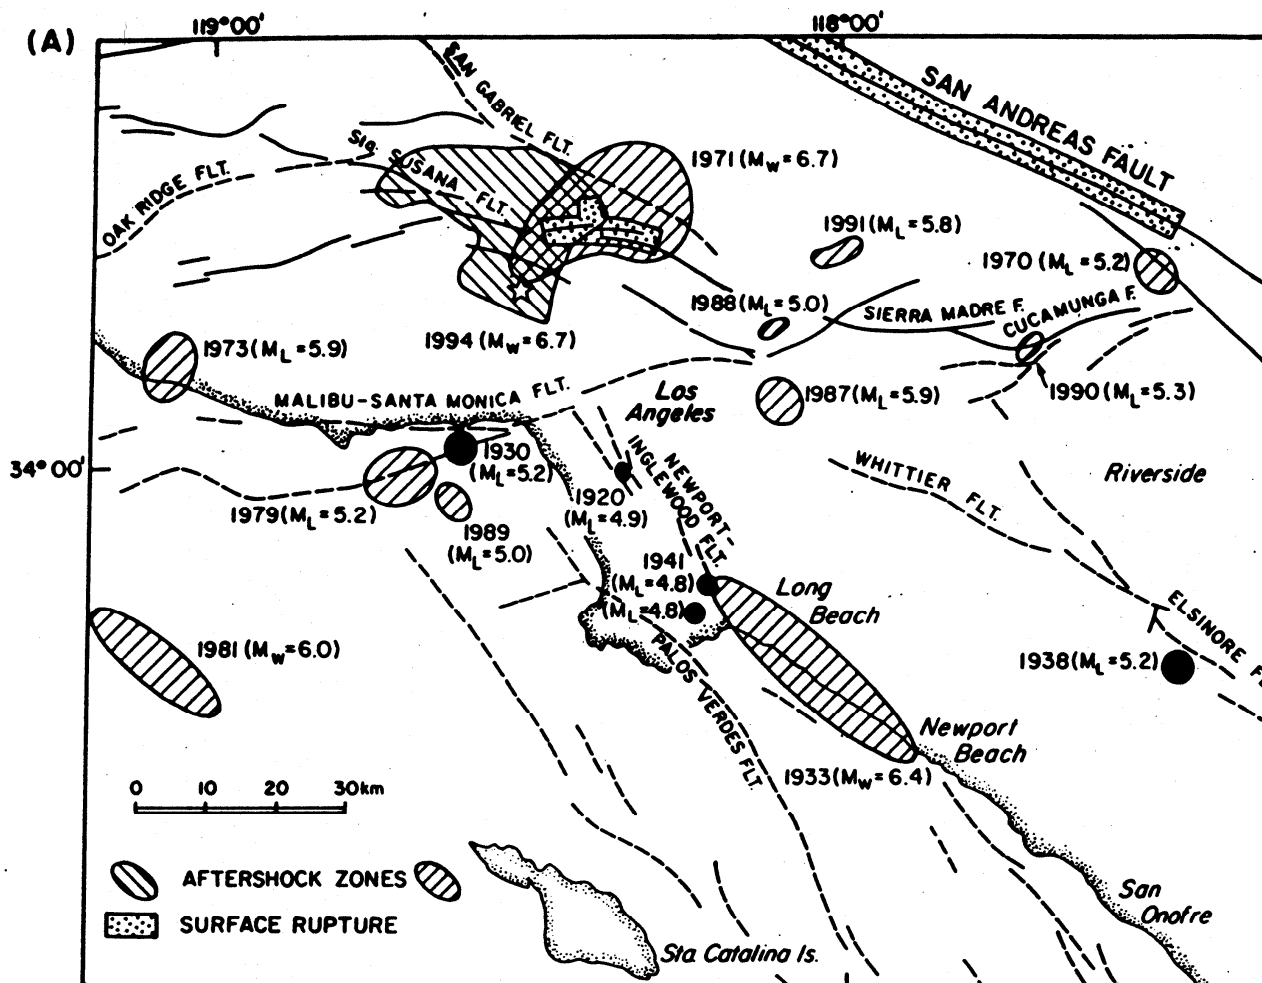 (A)
119°00'
118°00'
SAN GABRIEL FLT.
SAN ANDREAS FAULT
Sta. SUSANA FLT.
OAK RIDGE FLT.
1971 (Mw=6.7)
1991 (ML=5.8)
1970 (ML=5.2)
1988 (ML=5.0)
SIERRA MADRE F.
CUCAMUNGA F.
1994 (Mw=6.7)
1973 (ML=5.9)
MALIBU-SANTA MONICA FLT.
Los
Angeles
1987 (ML=5.9)
1990 (ML=5.3)
34°00'
1930
(ML=5.2)
NEWPORT-
INGLEWOOD FLT.
WHITTIER FLT.
Riverside
1979 (ML=5.2)
1920
(ML=4.9)
1989
(ML=5.0)
1941
(ML=4.8)
(ML=4.8)
Long
Beach
ELSINORE F
1981 (Mw=6.0)
PALOS VERDES FLT.
1938 (ML=5.2)
Newport
Beach
1933 (Mw=6.4)
0 10 20 30km
AFTERSHOCK ZONES
SURFACE RUPTURE
San
Onofre
Sta. Catalina Is.